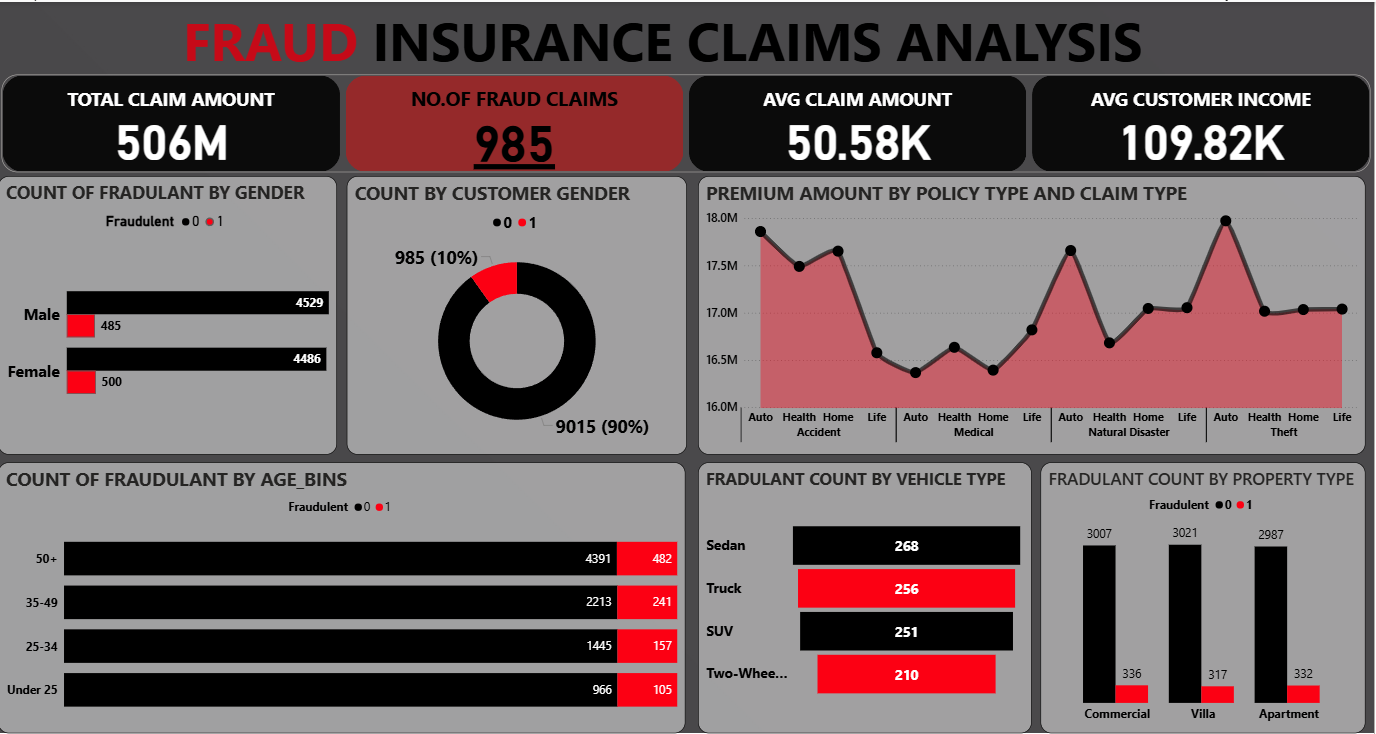 FRAUD INSURANCE CLAIMS ANALYSIS
TOTAL CLAIM AMOUNT
506M
NO.OF FRAUD CLAIMS
985
AVG CLAIM AMOUNT
50.58K
AVG CUSTOMER INCOME
109.82K
COUNT OF FRADULANT BY GENDER
Fraudulent 0 1
Male
4529
485
Female
4486
500
COUNT BY CUSTOMER GENDER
0 1
985 (10%)
9015 (90%)
PREMIUM AMOUNT BY POLICY TYPE AND CLAIM TYPE
18.0M
17.5M
17.0M
16.5M
16.0M
Auto Health Home Life Auto Health Home Life Auto Health Home Life Auto Health Home Life
Accident Medical Natural Disaster Theft
COUNT OF FRAUDULANT BY AGE_BINS
Fraudulent 0 1
50+ 4391 482
35-49 2213 241
25-34 1445 157
Under 25 966 105
FRADULANT COUNT BY VEHICLE TYPE
Sedan 268
Truck 256
SUV 251
Two-Whee... 210
FRADULANT COUNT BY PROPERTY TYPE
Fraudulent 0 1
3007 3021 2987
336 317 332
Commercial Villa Apartment